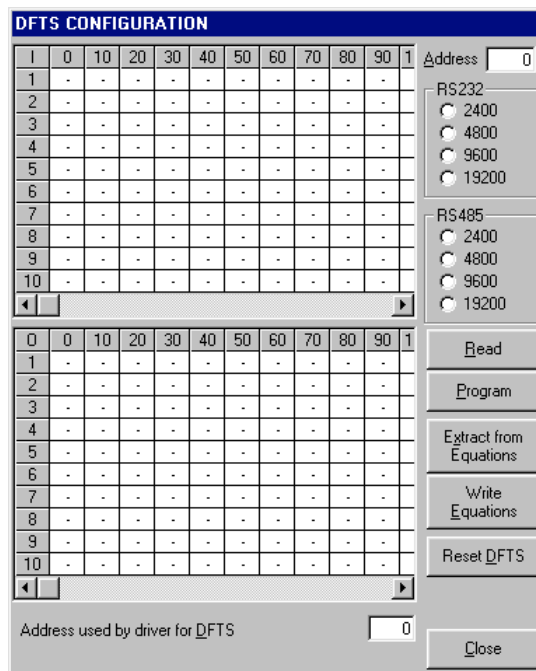 DFTS CONFIGURATION
I 0 10 20 30 40 50 60 70 80 90 1
1 - - - - - - - - - -
2 - - - - - - - - - -
3 - - - - - - - - - -
4 - - - - - - - - - -
5 - - - - - - - - - -
6 - - - - - - - - - -
7 - - - - - - - - - -
8 - - - - - - - - - -
9 - - - - - - - - - -
10 - - - - - - - - - -
O 0 10 20 30 40 50 60 70 80 90 1
1 - - - - - - - - - -
2 - - - - - - - - - -
3 - - - - - - - - - -
4 - - - - - - - - - -
5 - - - - - - - - - -
6 - - - - - - - - - -
7 - - - - - - - - - -
8 - - - - - - - - - -
9 - - - - - - - - - -
10 - - - - - - - - - -
Address used by driver for DFTS 0
Address 0
RS232
2400
4800
9600
19200
RS485
2400
4800
9600
19200
Read
Program
Extract from
Equations
Write
Equations
Reset DFTS
Close